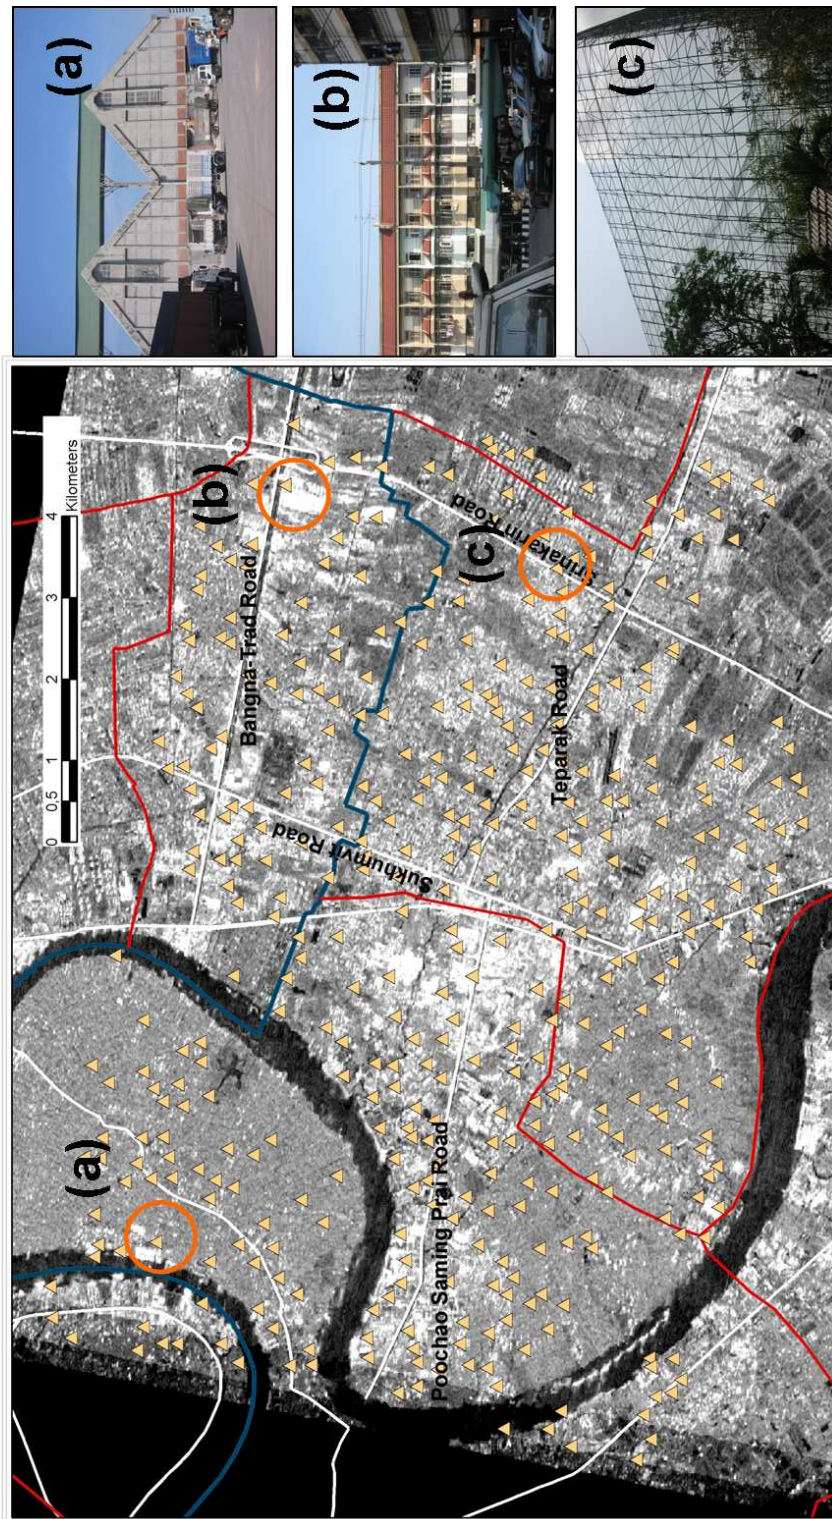 (a)
(b)
(c)
0 0,5 1 2 3 4
Kilometers
(a)
(b)
(c)
Bangna-Trad Road
Sukhumvit Road
Srinakarin Road
Teparak Road
Poochao Saming Prai Road